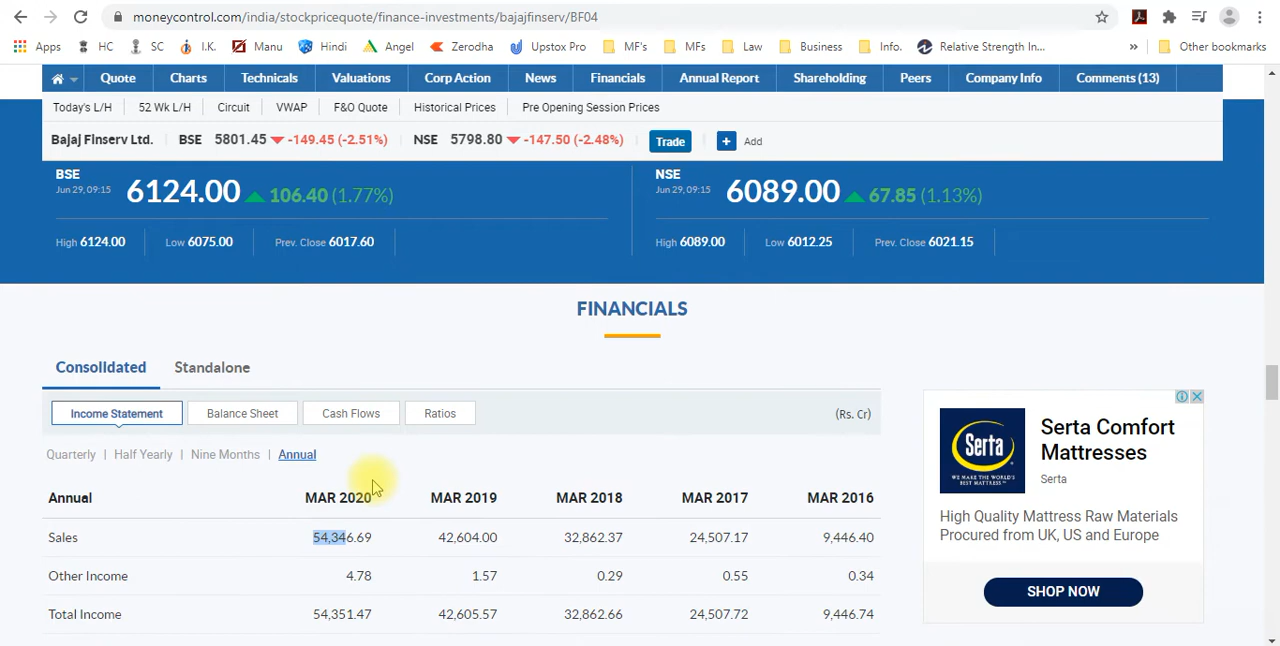 moneycontrol.com/india/stockpricequote/finance-investments/bajajfinserv/BF04
Apps HC SC I.K. Manu Hindi Angel Zerodha Upstox Pro MF's MFs Law Business Info. Relative Strength In... » Other bookmarks
Quote Charts Technicals Valuations Corp Action News Financials Annual Report Shareholding Peers Company Info Comments (13)
Today's L/H 52 Wk L/H Circuit VWAP F&O Quote Historical Prices Pre Opening Session Prices
Bajaj Finserv Ltd. BSE 5801.45 -149.45 (-2.51%) NSE 5798.80 -147.50 (-2.48%) Trade + Add
BSE
Jun 29, 09:15
6124.00 106.40 (1.77%)
High 6124.00 Low 6075.00 Prev. Close 6017.60
NSE
Jun 29, 09:15
6089.00 67.85 (1.13%)
High 6089.00 Low 6012.25 Prev. Close 6021.15
FINANCIALS
Consolidated Standalone
Income Statement Balance Sheet Cash Flows Ratios (Rs. Cr)
Quarterly | Half Yearly | Nine Months | Annual
Annual MAR 2020 MAR 2019 MAR 2018 MAR 2017 MAR 2016
Sales 54,346.69 42,604.00 32,862.37 24,507.17 9,446.40
Other Income 4.78 1.57 0.29 0.55 0.34
Total Income 54,351.47 42,605.57 32,862.66 24,507.72 9,446.74
Serta
Serta Comfort
Mattresses
Serta
High Quality Mattress Raw Materials
Procured from UK, US and Europe
SHOP NOW